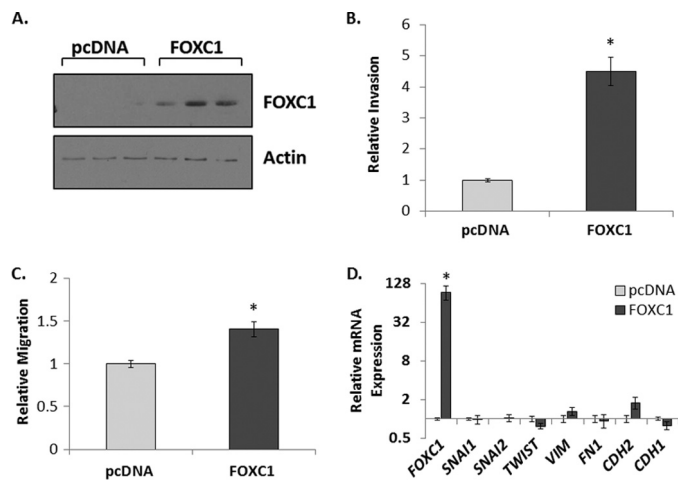 A.
pcDNA
FOXC1
FOXC1
Actin
B.
Relative Invasion
6
5
4
3
2
1
0
*
pcDNA
FOXC1
C.
Relative Migration
2
1.5
1
0.5
0
*
pcDNA
FOXC1
D.
Relative mRNA
Expression
128
32
8
2
0.5
*
pcDNA
FOXC1
FOXC1
SNAI1
SNAI2
TWIST
VIM
FN1
CDH2
CDH1